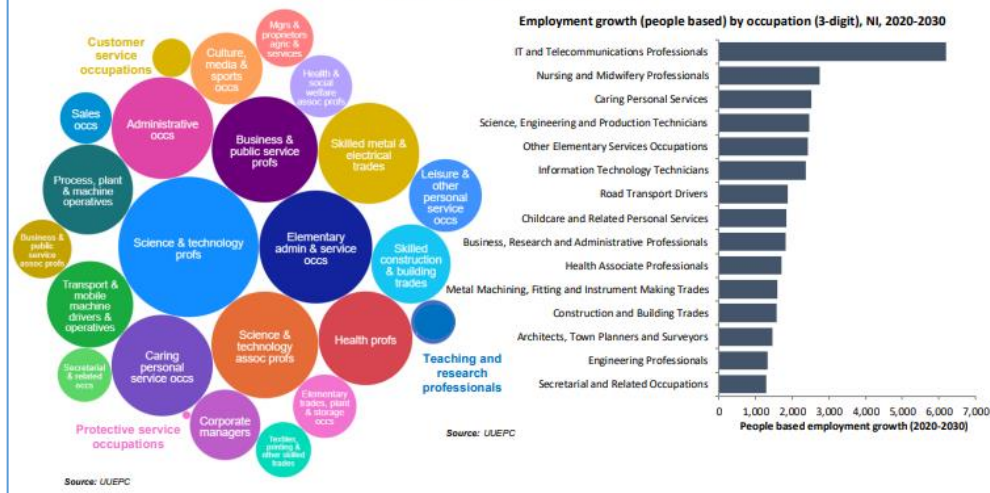 Customer
service
occupations
Culture,
media &
sports
occs
Mgrs &
proprietors
agric &
services
Health &
social
welfare
assoc profs
Sales
occs
Administrative
occs
Business &
public service
profs
Skilled metal &
electrical
trades
Process, plant
& machine
operatives
Leisure &
other
personal
service
occs
Business &
public
service
assoc profs
Science & technology
profs
Elementary
admin & service
occs
Skilled
construction
& building
trades
Transport &
mobile
machine
drivers &
operatives
Science &
technology
assoc profs
Health profs
Teaching and
research
professionals
Secretarial
& related
occs
Caring
personal
service occs
Elementary
trades, plant
& storage
occs
Protective service
occupations
Corporate
managers
Textiles,
printing &
other skilled
trades
Source: UUEPC
Employment growth (people based) by occupation (3-digit), NI, 2020-2030
IT and Telecommunications Professionals
Nursing and Midwifery Professionals
Caring Personal Services
Science, Engineering and Production Technicians
Other Elementary Services Occupations
Information Technology Technicians
Road Transport Drivers
Childcare and Related Personal Services
Business, Research and Administrative Professionals
Health Associate Professionals
Metal Machining, Fitting and Instrument Making Trades
Construction and Building Trades
Architects, Town Planners and Surveyors
Engineering Professionals
Secretarial and Related Occupations
0 1,000 2,000 3,000 4,000 5,000 6,000 7,000
People based employment growth (2020-2030)
Source: UUEPC